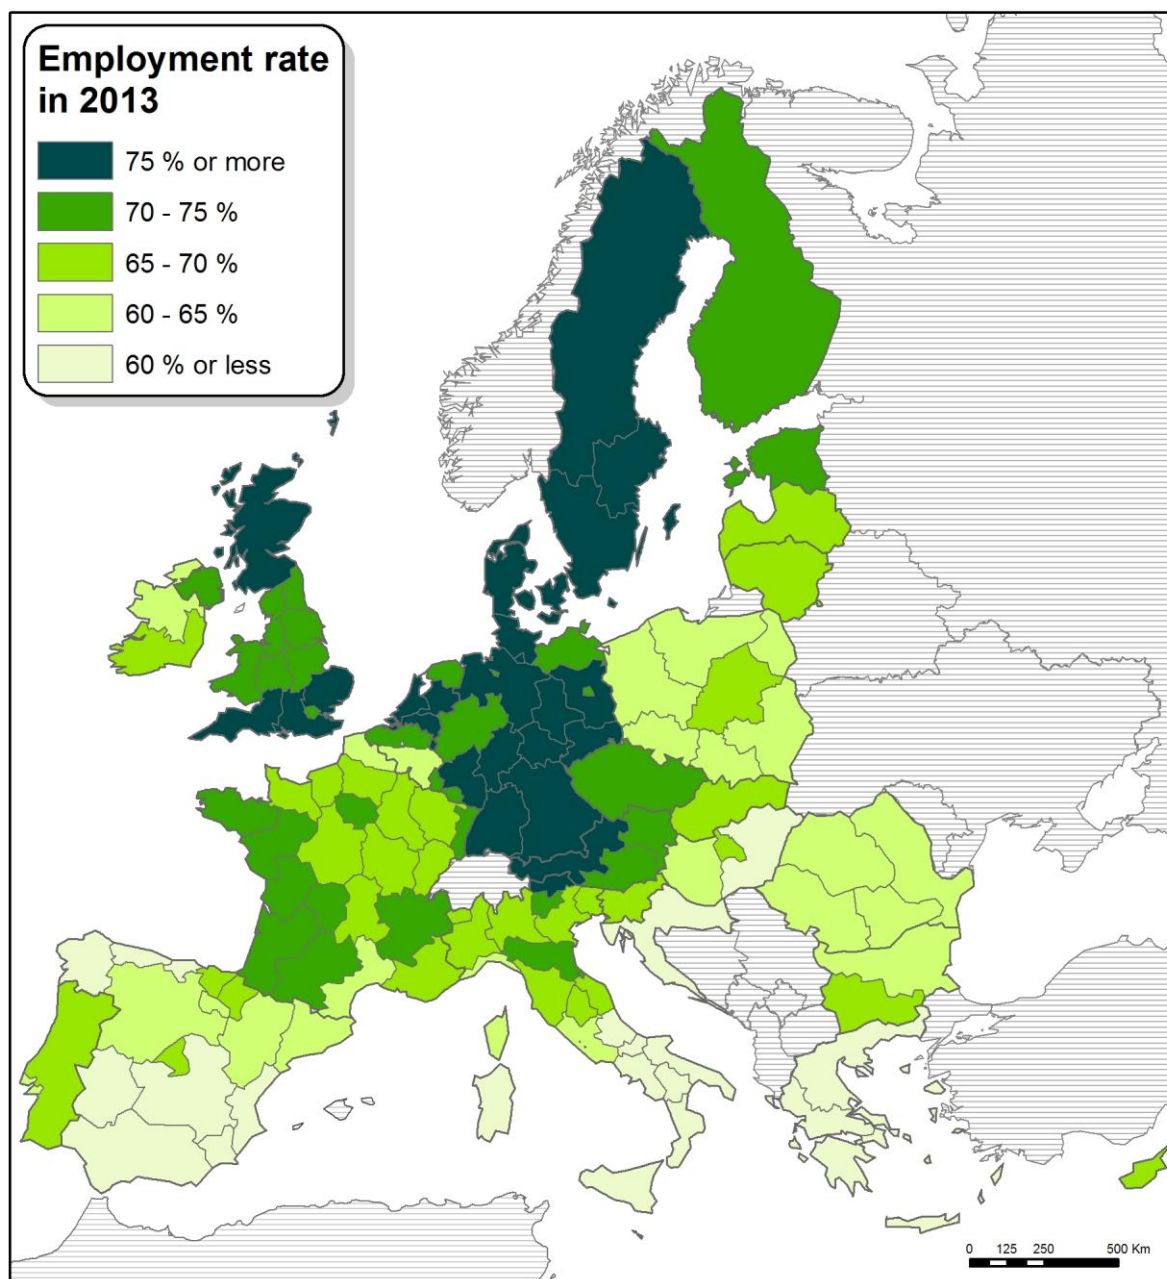 Employment rate
in 2013
75 % or more
70 - 75 %
65 - 70 %
60 - 65 %
60 % or less
0 125 250 500 Km